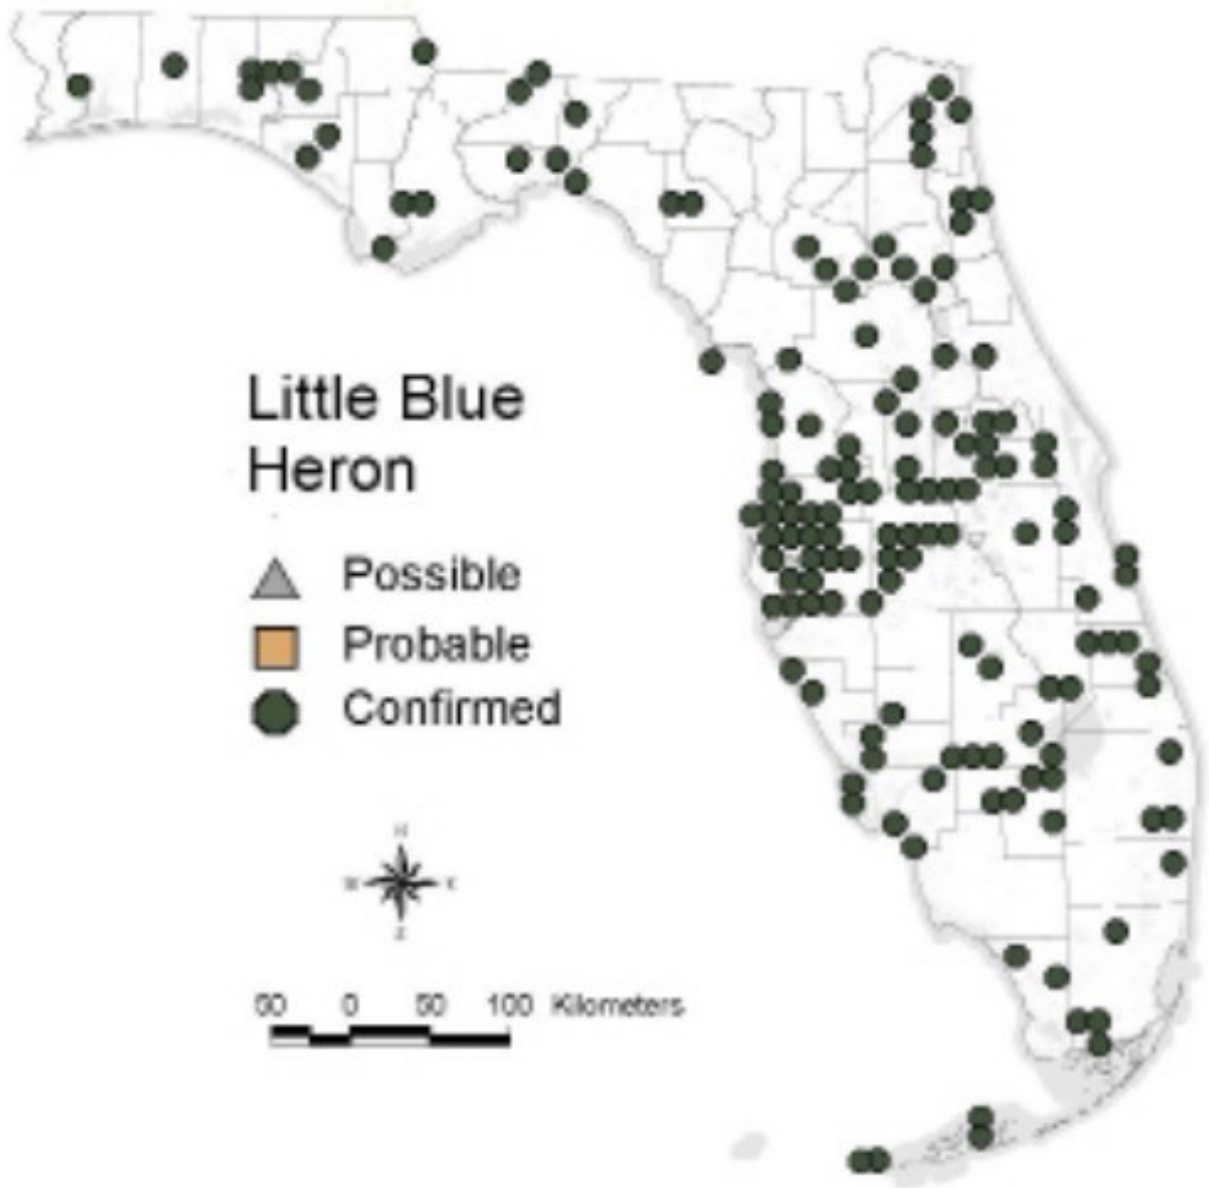 Little Blue
Heron
Possible
Probable
Confirmed
N
50 0 50 100 Kilometers